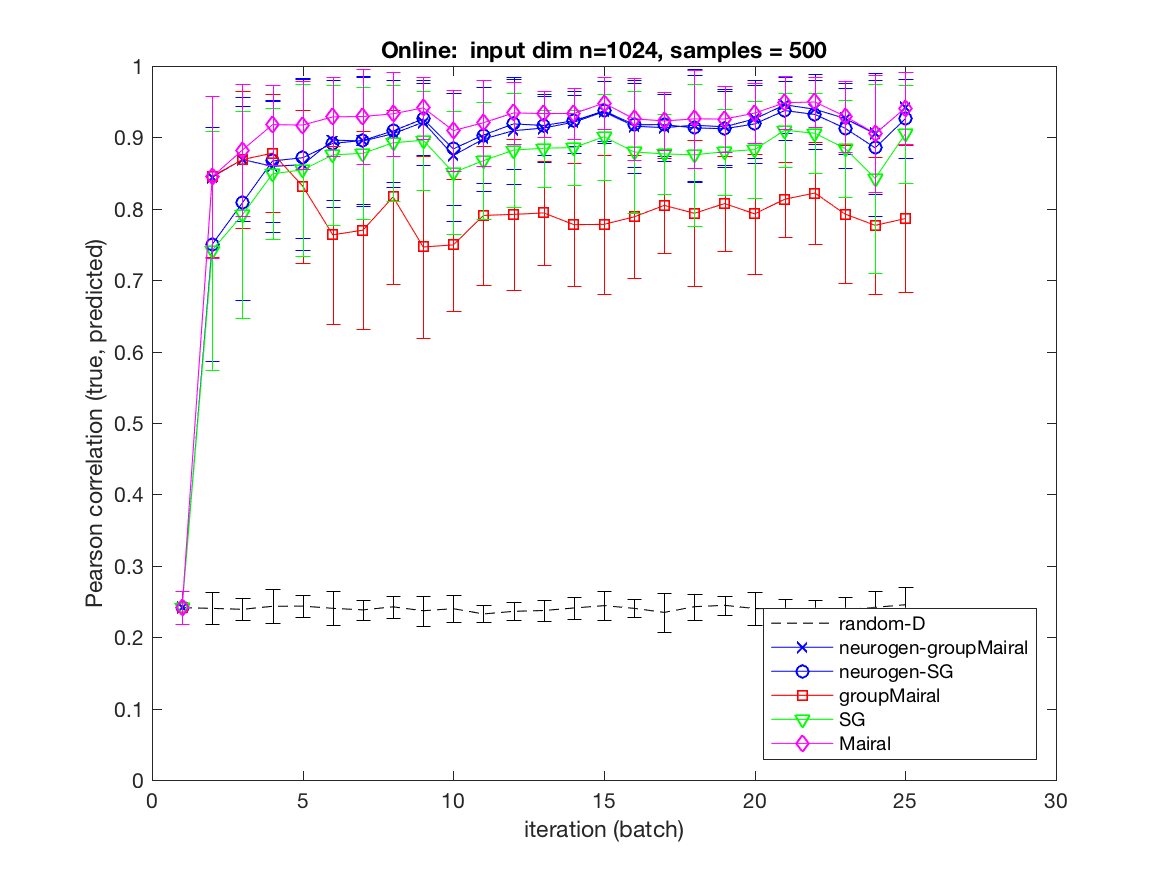 Online:  input dim n=1024, samples = 500
Pearson correlation (true, predicted)
1
0.9
0.8
0.7
0.6
0.5
0.4
0.3
0.2
0.1
0
random-D
neurogen-groupMairal
neurogen-SG
groupMairal
SG
Mairal
0 5 10 15 20 25 30
iteration (batch)